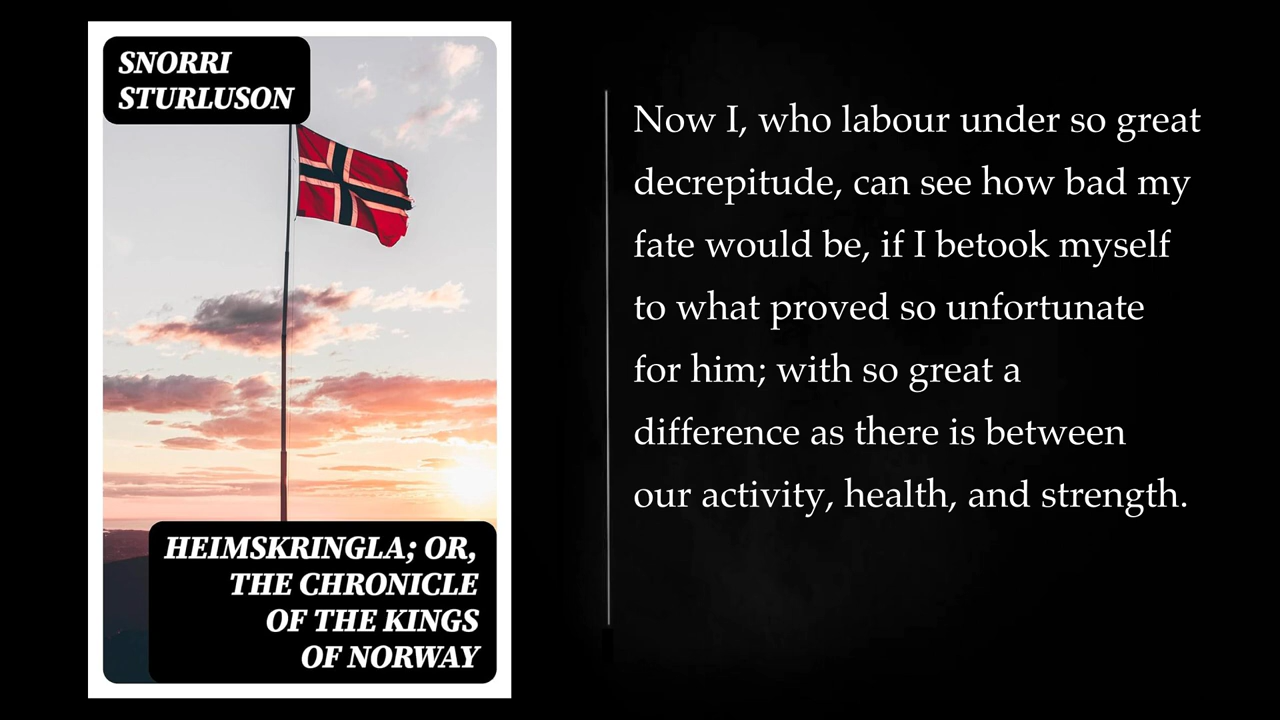 SNORRI
STURLUSON
HEIMSKRINGLA; OR,
THE CHRONICLE
OF THE KINGS
OF NORWAY
Now I, who labour under so great
decrepitude, can see how bad my
fate would be, if I betook myself
to what proved so unfortunate
for him; with so great a
difference as there is between
our activity, health, and strength.